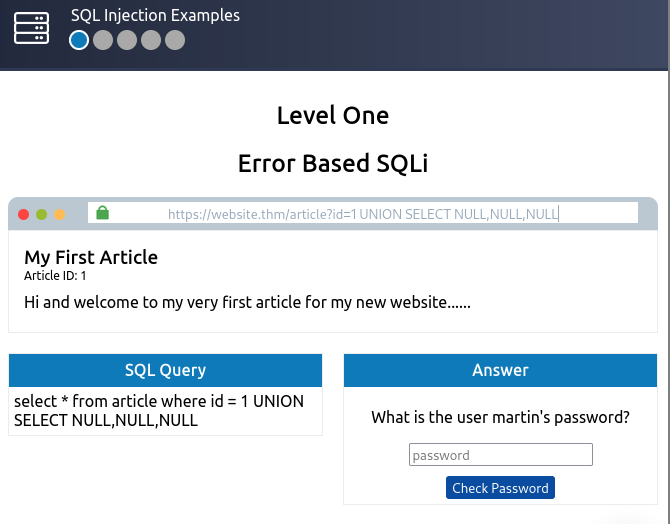 SQL Injection Examples
Level One
Error Based SQLi
https://website.thm/article?id=1 UNION SELECT NULL,NULL,NULL
My First Article
Article ID: 1
Hi and welcome to my very first article for my new website......
SQL Query
select * from article where id = 1 UNION
SELECT NULL,NULL,NULL
Answer
What is the user martin's password?
password
Check Password